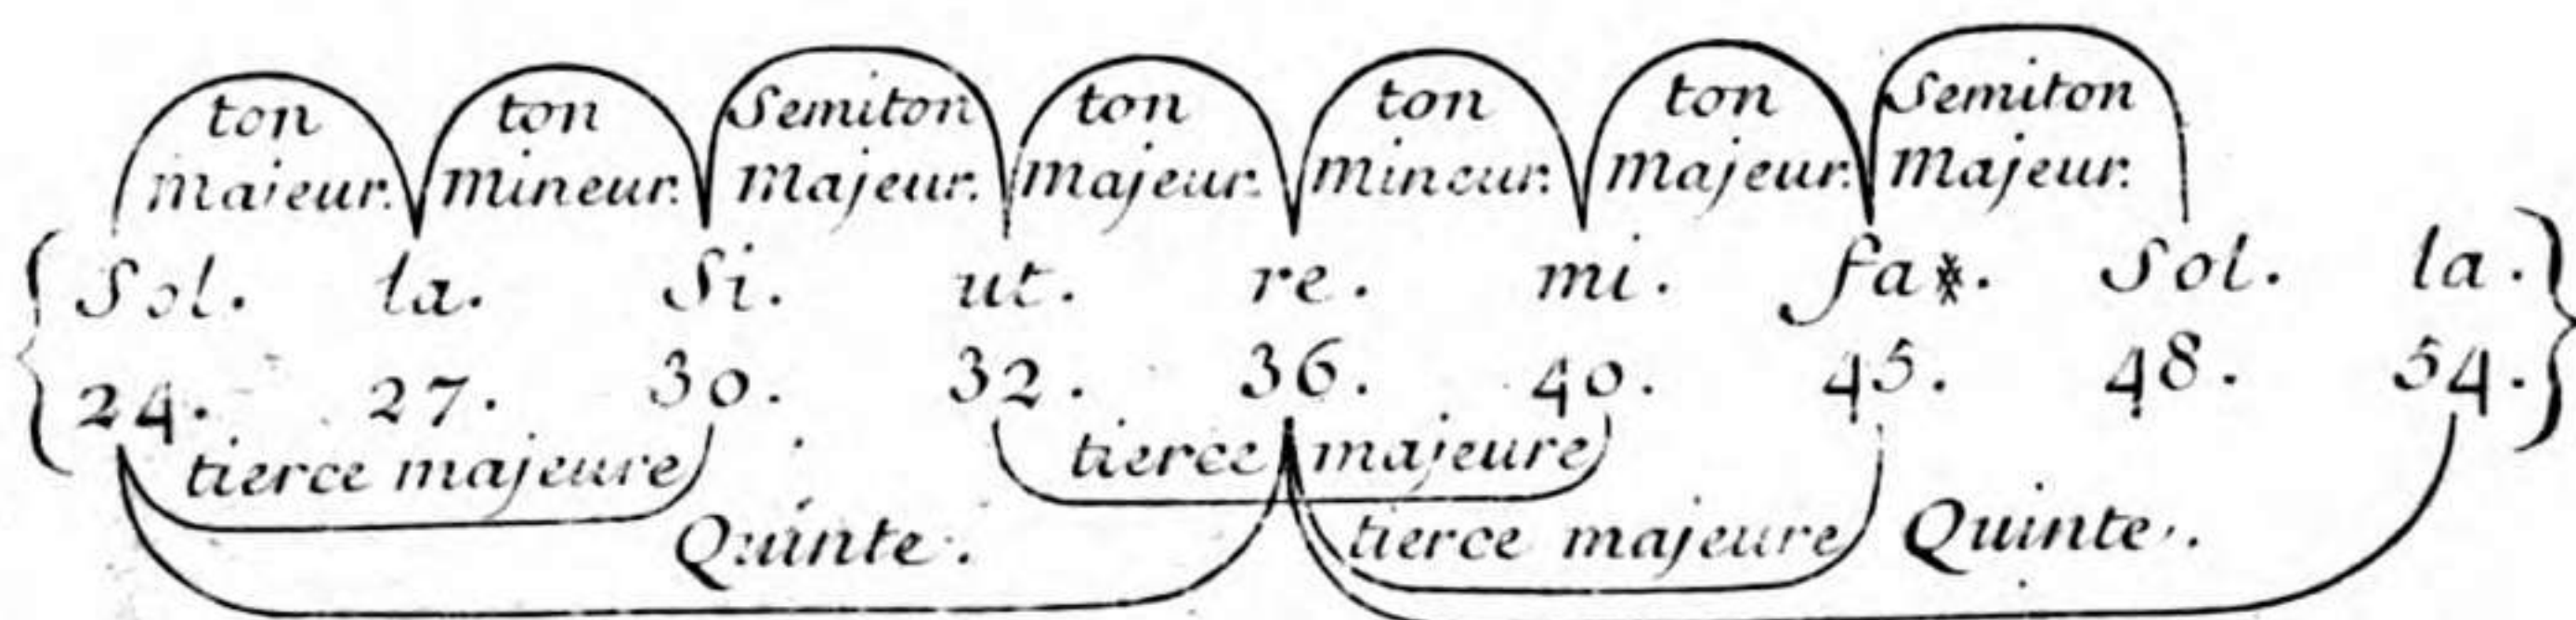 ton ton Semiton ton ton ton Semiton
majeur. mineur. majeur. majeur. mineur. majeur. Majeur.
Sol. la. Si. ut. re. mi. fa※. Sol. la.
24. 27. 30. 32. 36. 40. 45. 48. 54.
tierce majeure tierce majeure
Quinte. tierce majeure Quinte.